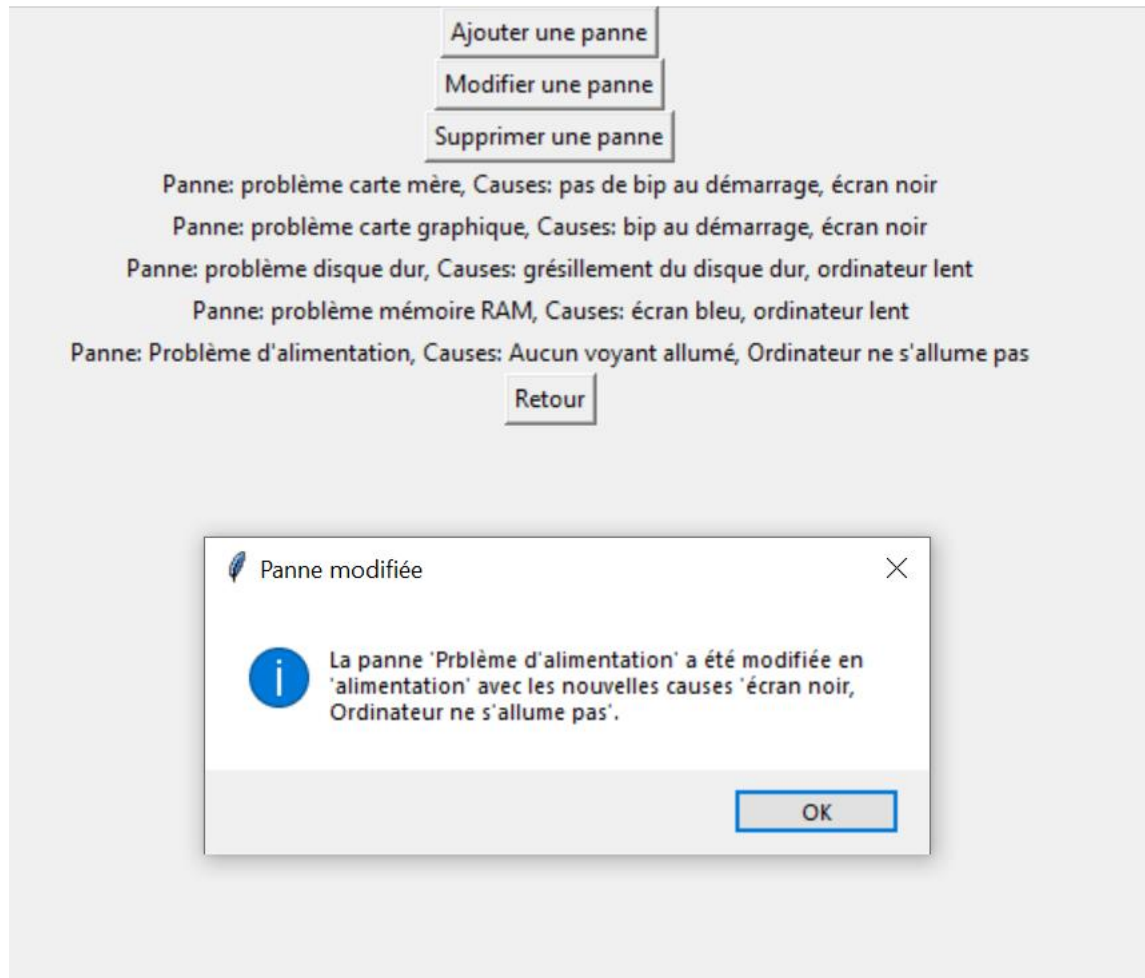 Ajouter une panne
Modifier une panne
Supprimer une panne
Panne: problème carte mère, Causes: pas de bip au démarrage, écran noir
Panne: problème carte graphique, Causes: bip au démarrage, écran noir
Panne: problème disque dur, Causes: grésillement du disque dur, ordinateur lent
Panne: problème mémoire RAM, Causes: écran bleu, ordinateur lent
Panne: Problème d'alimentation, Causes: Aucun voyant allumé, Ordinateur ne s'allume pas
Retour
Panne modifiée
La panne 'Prblème d'alimentation' a été modifiée en
'alimentation' avec les nouvelles causes 'écran noir,
Ordinateur ne s'allume pas'.
OK